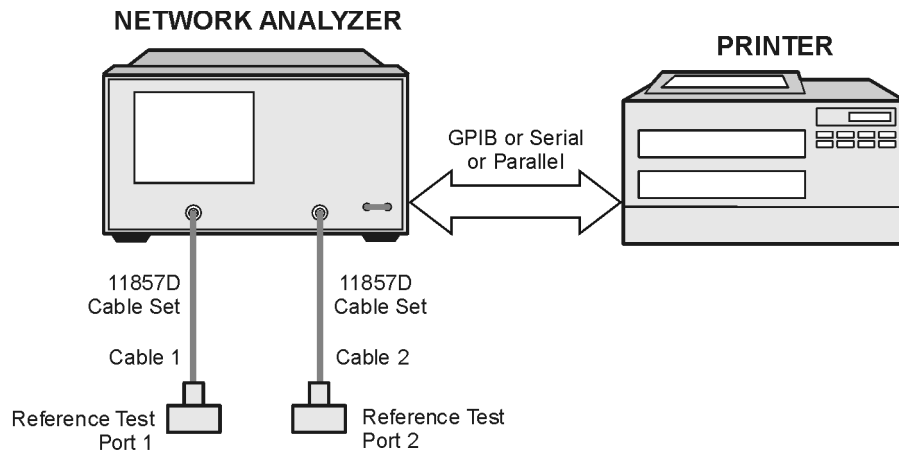 NETWORK ANALYZER
PRINTER
GPIB or Serial
or Parallel
11857D
Cable Set
11857D
Cable Set
Cable 1
Cable 2
Reference Test
Port 1
Reference Test
Port 2